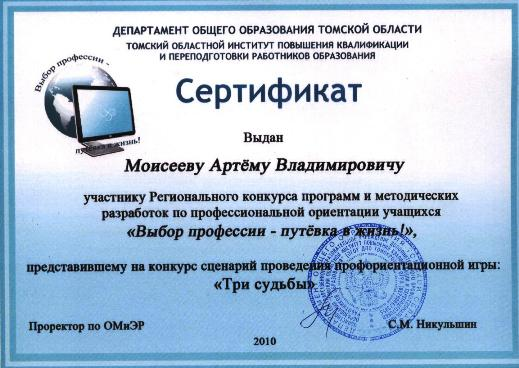 ДЕПАРТАМЕНТ ОБЩЕГО ОБРАЗОВАНИЯ ТОМСКОЙ ОБЛАСТИ
ТОМСКИЙ ОБЛАСТНОЙ ИНСТИТУТ ПОВЫШЕНИЯ КВАЛИФИКАЦИИ
И ПЕРЕПОДГОТОВКИ РАБОТНИКОВ ОБРАЗОВАНИЯ
Выбор профессии -
путёвка в жизнь!
Сертификат
Выдан
Моисееву Артёму Владимировичу
участнику Регионального конкурса программ и методических
разработок по профессиональной ориентации учащихся
«Выбор профессии - путёвка в жизнь!»,
представившему на конкурс сценарий проведения профориентационной игры:
«Три судьбы»
Проректор по ОМиЭР
С.М. Никульшин
2010